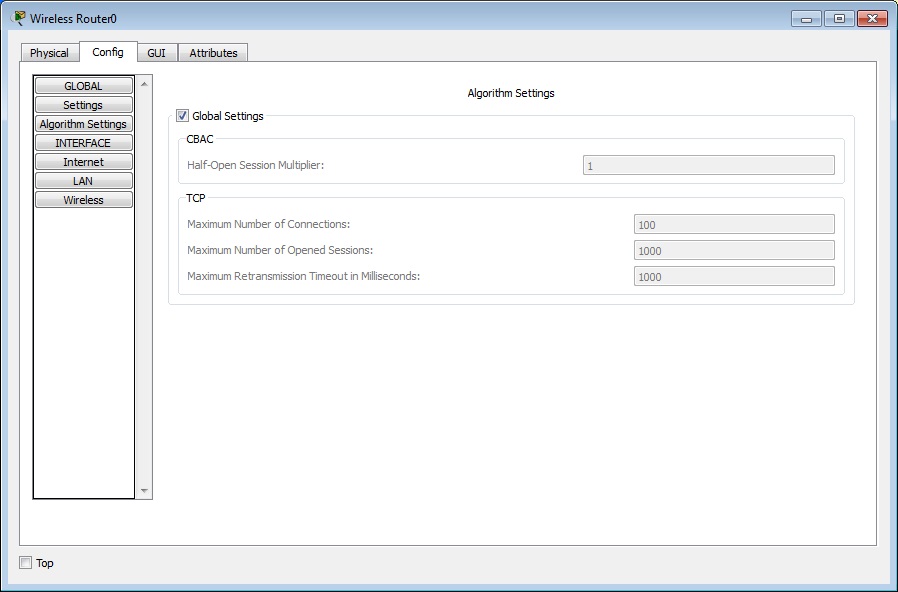 Wireless Router0
Physical Config GUI Attributes
GLOBAL
Settings
Algorithm Settings
INTERFACE
Internet
LAN
Wireless
Algorithm Settings
Global Settings
CBAC
Half-Open Session Multiplier: 1
TCP
Maximum Number of Connections: 100
Maximum Number of Opened Sessions: 1000
Maximum Retransmission Timeout in Milliseconds: 1000
Top